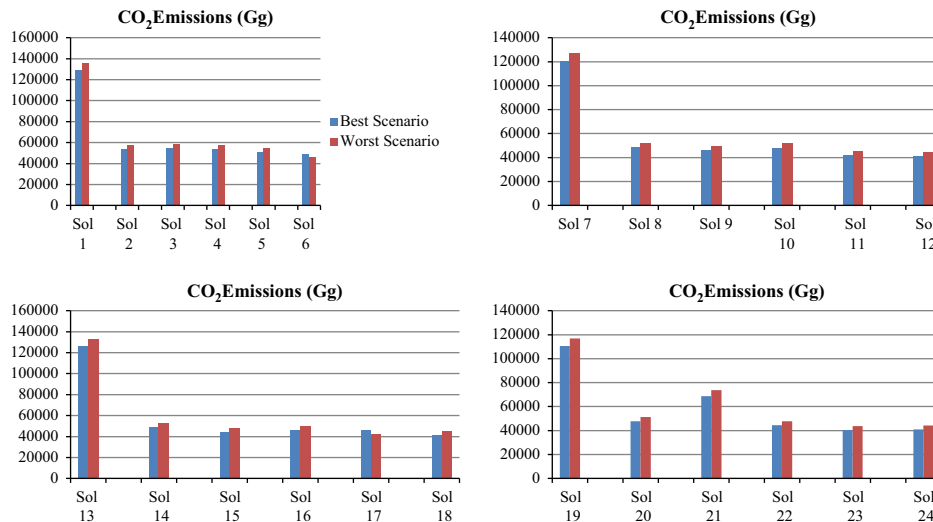 CO₂Emissions (Gg)
160000
140000
120000
100000
80000
60000
40000
20000
0
Sol 1
Sol 2
Sol 3
Sol 4
Sol 5
Sol 6
Best Scenario
Worst Scenario
CO₂Emissions (Gg)
140000
120000
100000
80000
60000
40000
20000
0
Sol 7
Sol 8
Sol 9
Sol 10
Sol 11
Sol 12
CO₂Emissions (Gg)
160000
140000
120000
100000
80000
60000
40000
20000
0
Sol 13
Sol 14
Sol 15
Sol 16
Sol 17
Sol 18
CO₂Emissions (Gg)
140000
120000
100000
80000
60000
40000
20000
0
Sol 19
Sol 20
Sol 21
Sol 22
Sol 23
Sol 24